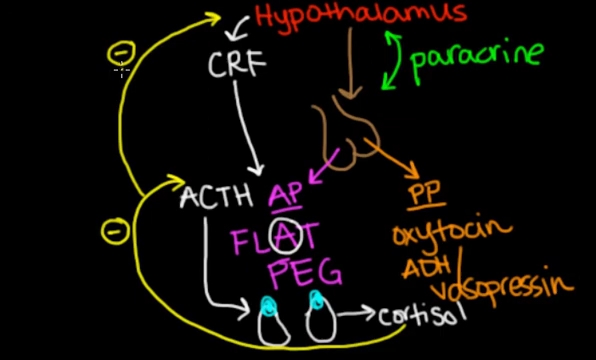 Hypothalamus
CRF
paracrine
ACTH AP
PP
FLAT
PEG
oxytocin
ADH/
vasopressin
cortisol